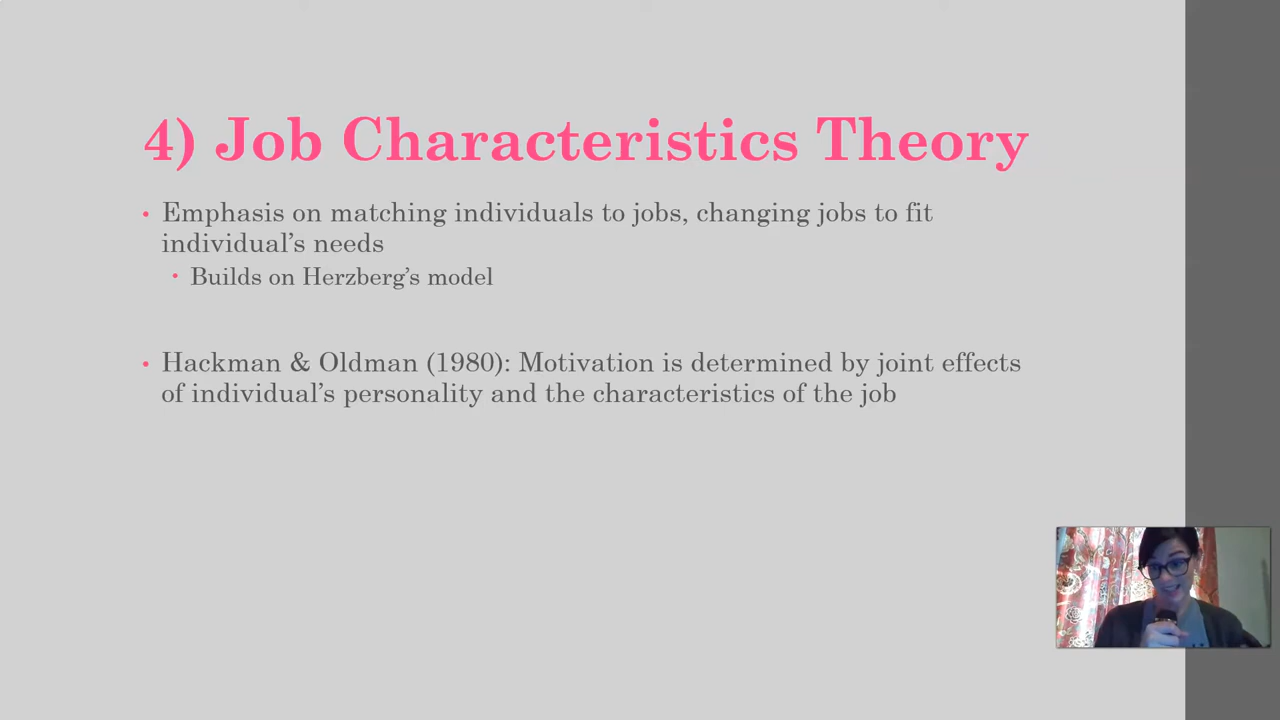 4) Job Characteristics Theory
• Emphasis on matching individuals to jobs, changing jobs to fit
individual’s needs
• Builds on Herzberg’s model
• Hackman & Oldman (1980): Motivation is determined by joint effects
of individual’s personality and the characteristics of the job